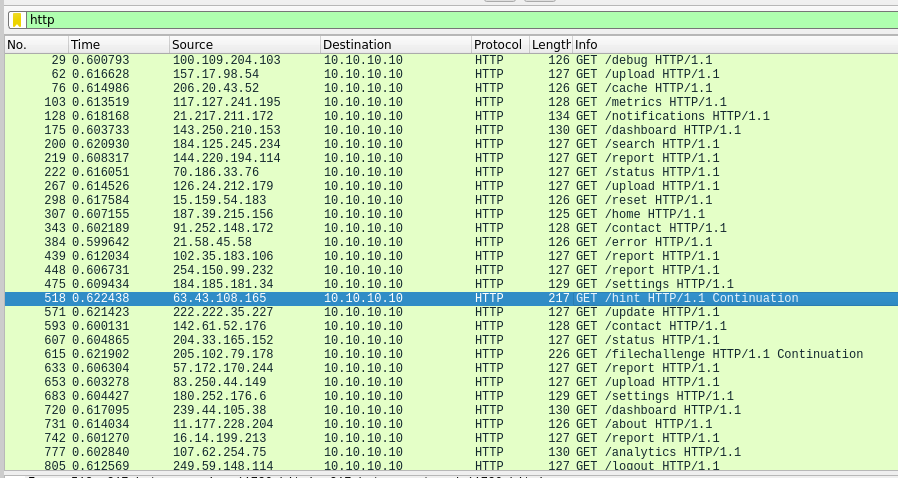 http
No. Time Source Destination Protocol Length Info
29 0.600793 100.109.204.103 10.10.10.10 HTTP 126 GET /debug HTTP/1.1
62 0.616628 157.17.98.54 10.10.10.10 HTTP 127 GET /upload HTTP/1.1
76 0.614986 206.20.43.52 10.10.10.10 HTTP 126 GET /cache HTTP/1.1
103 0.613519 117.127.241.195 10.10.10.10 HTTP 128 GET /metrics HTTP/1.1
128 0.618168 21.217.211.172 10.10.10.10 HTTP 134 GET /notifications HTTP/1.1
175 0.603733 143.250.210.153 10.10.10.10 HTTP 130 GET /dashboard HTTP/1.1
200 0.620930 184.125.245.234 10.10.10.10 HTTP 127 GET /search HTTP/1.1
219 0.608317 144.220.194.114 10.10.10.10 HTTP 127 GET /report HTTP/1.1
222 0.616051 70.186.33.76 10.10.10.10 HTTP 127 GET /status HTTP/1.1
267 0.614526 126.24.212.179 10.10.10.10 HTTP 127 GET /upload HTTP/1.1
298 0.617584 15.159.54.183 10.10.10.10 HTTP 126 GET /reset HTTP/1.1
307 0.607155 187.39.215.156 10.10.10.10 HTTP 125 GET /home HTTP/1.1
343 0.602189 91.252.148.172 10.10.10.10 HTTP 128 GET /contact HTTP/1.1
384 0.599642 21.58.45.58 10.10.10.10 HTTP 126 GET /error HTTP/1.1
439 0.612034 102.35.183.106 10.10.10.10 HTTP 127 GET /report HTTP/1.1
448 0.606731 254.150.99.232 10.10.10.10 HTTP 127 GET /report HTTP/1.1
475 0.609434 184.185.181.34 10.10.10.10 HTTP 129 GET /settings HTTP/1.1
518 0.622438 63.43.108.165 10.10.10.10 HTTP 217 GET /hint HTTP/1.1 Continuation
571 0.621423 222.222.35.227 10.10.10.10 HTTP 127 GET /update HTTP/1.1
593 0.600131 142.61.52.176 10.10.10.10 HTTP 128 GET /contact HTTP/1.1
607 0.604865 204.33.165.152 10.10.10.10 HTTP 127 GET /status HTTP/1.1
615 0.621902 205.102.79.178 10.10.10.10 HTTP 226 GET /filechallenge HTTP/1.1 Continuation
633 0.606304 57.172.170.244 10.10.10.10 HTTP 127 GET /report HTTP/1.1
653 0.603278 83.250.44.149 10.10.10.10 HTTP 127 GET /upload HTTP/1.1
683 0.604427 180.252.176.6 10.10.10.10 HTTP 129 GET /settings HTTP/1.1
720 0.617095 239.44.105.38 10.10.10.10 HTTP 130 GET /dashboard HTTP/1.1
731 0.614034 11.177.228.204 10.10.10.10 HTTP 126 GET /about HTTP/1.1
742 0.601270 16.14.199.213 10.10.10.10 HTTP 127 GET /report HTTP/1.1
777 0.602840 107.62.254.75 10.10.10.10 HTTP 130 GET /analytics HTTP/1.1
805 0.612569 249.59.148.114 10.10.10.10 HTTP 127 GET /logout HTTP/1.1